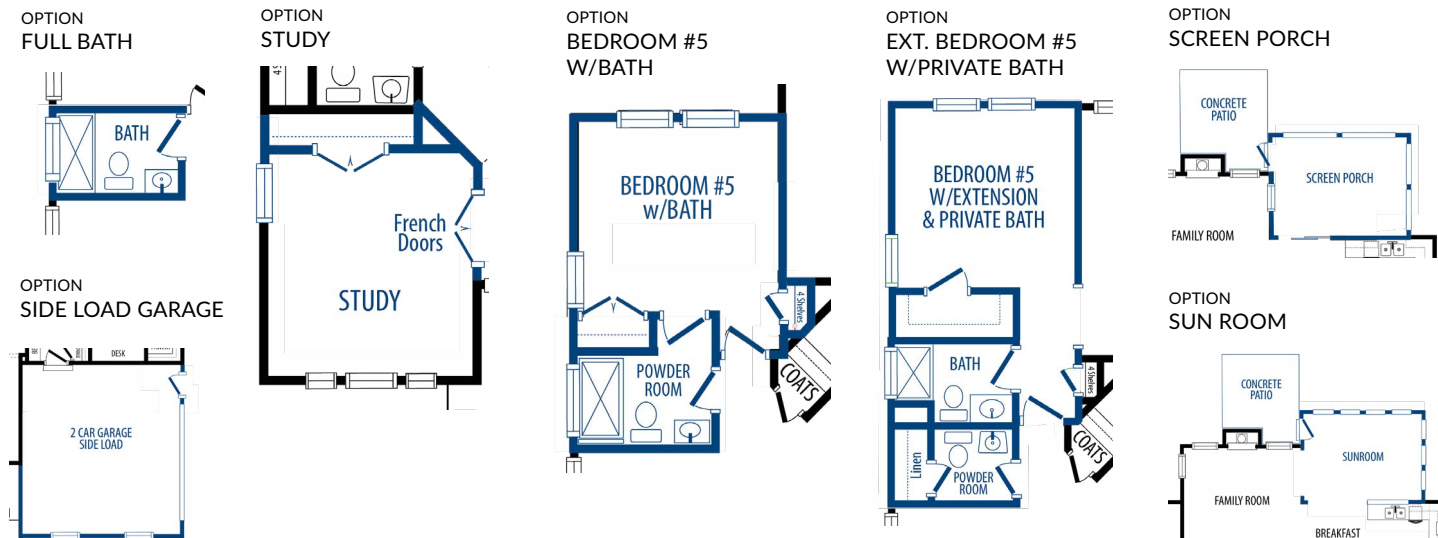 OPTION
FULL BATH
BATH
OPTION
SIDE LOAD GARAGE
DESK
2 CAR GARAGE
SIDE LOAD
OPTION
STUDY
French
Doors
STUDY
OPTION
BEDROOM #5
W/BATH
BEDROOM #5
w/BATH
4 Shelves
POWDER
ROOM
COATS
OPTION
EXT. BEDROOM #5
W/PRIVATE BATH
BEDROOM #5
W/EXTENSION
& PRIVATE BATH
BATH
4 Shelves
COATS
Linen
POWDER
ROOM
OPTION
SCREEN PORCH
CONCRETE
PATIO
SCREEN PORCH
FAMILY ROOM
OPTION
SUN ROOM
CONCRETE
PATIO
SUNROOM
FAMILY ROOM
BREAKFAST